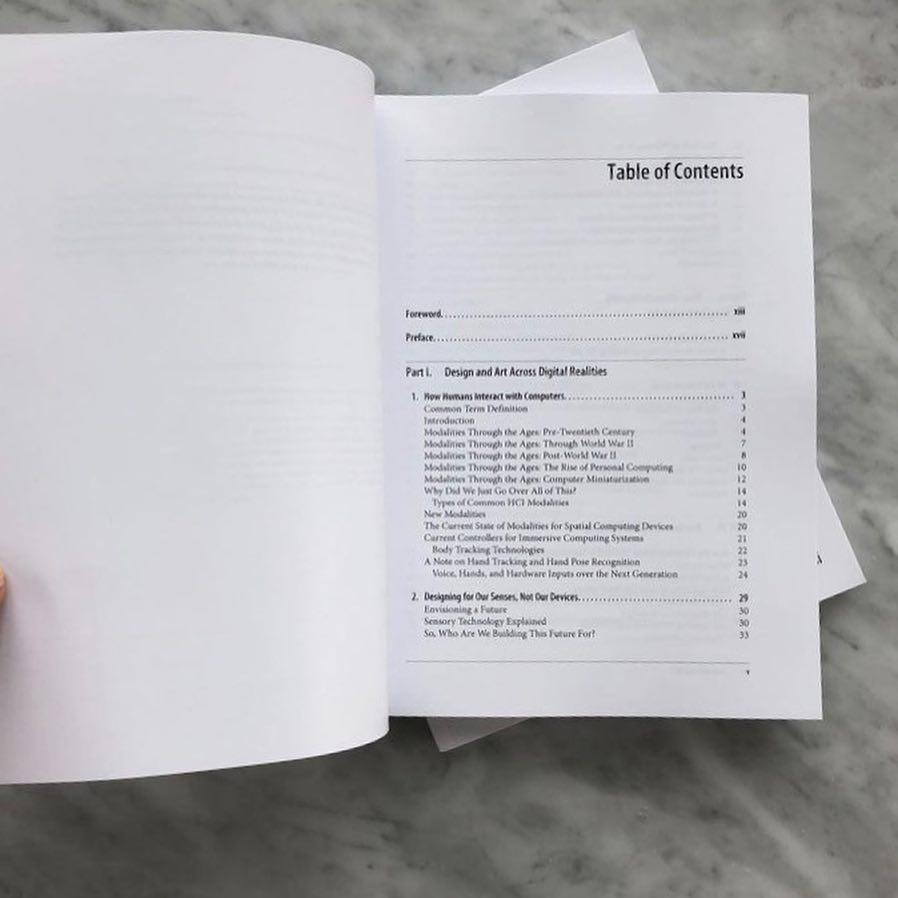 Table of Contents
Foreword. xiii
Preface. xvii
Part I. Design and Art Across Digital Realities
1. How Humans Interact with Computers. 3
Common Term Definition 3
Introduction 4
Modalities Through the Ages: Pre-Twentieth Century 4
Modalities Through the Ages: Through World War II 7
Modalities Through the Ages: Post-World War II 8
Modalities Through the Ages: The Rise of Personal Computing 10
Modalities Through the Ages: Computer Miniaturization 12
Why Did We Just Go Over All of This? 14
Types of Common HCI Modalities 14
New Modalities 20
The Current State of Modalities for Spatial Computing Devices 20
Current Controllers for Immersive Computing Systems 21
Body Tracking Technologies 22
A Note on Hand Tracking and Hand Pose Recognition 23
Voice, Hands, and Hardware Inputs over the Next Generation 24
2. Designing for Our Senses, Not Our Devices. 29
Envisioning a Future 30
Sensory Technology Explained 30
So, Who Are We Building This Future For? 33
v